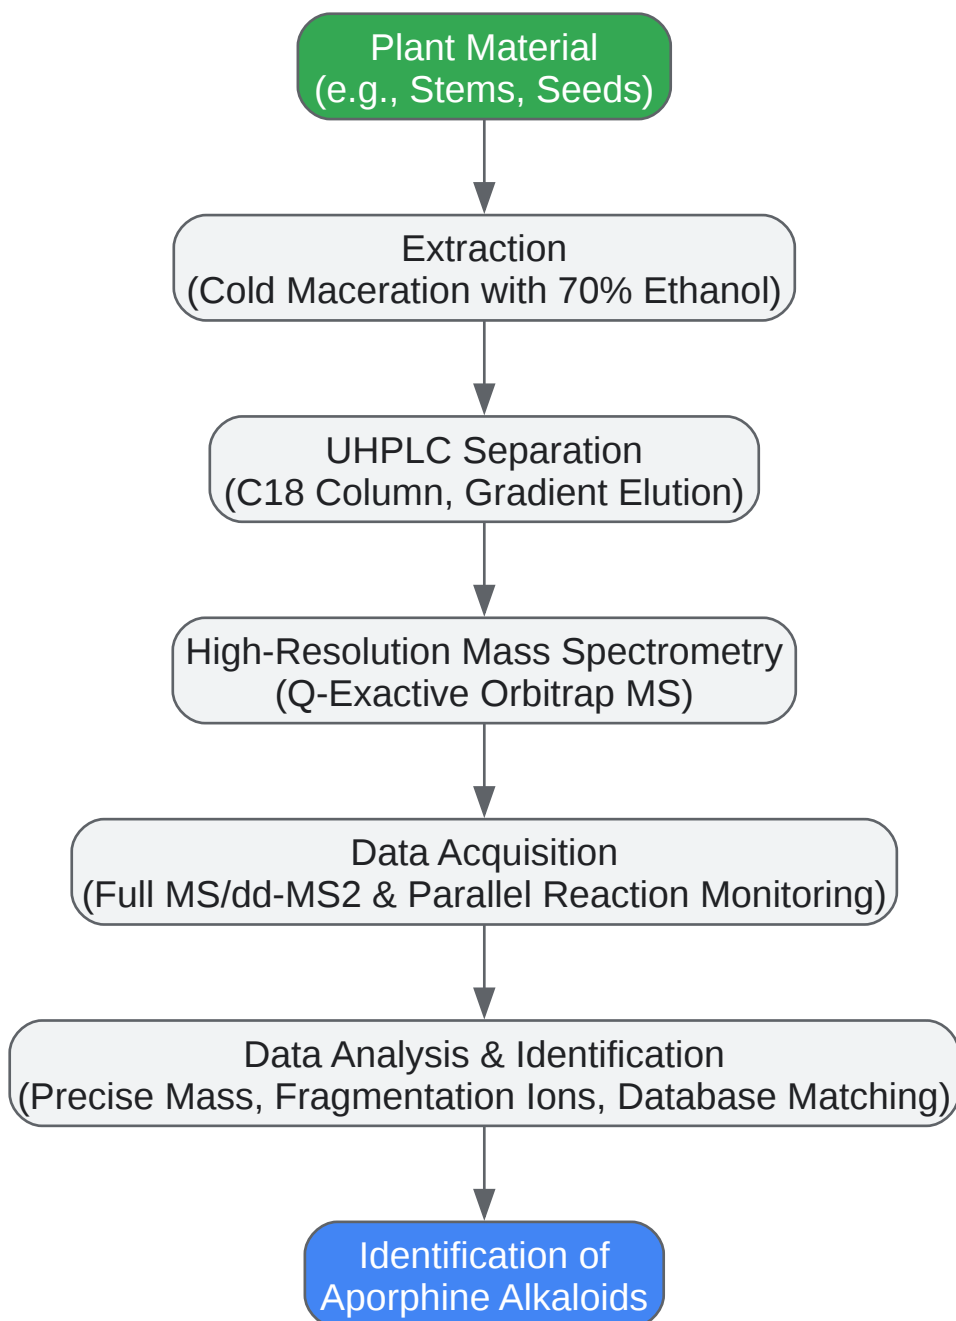 Plant Material
(e.g., Stems, Seeds)
Extraction
(Cold Maceration with 70% Ethanol)
UHPLC Separation
(C18 Column, Gradient Elution)
High-Resolution Mass Spectrometry
(Q-Exactive Orbitrap MS)
Data Acquisition
(Full MS/dd-MS2 & Parallel Reaction Monitoring)
Data Analysis & Identification
(Precise Mass, Fragmentation Ions, Database Matching)
Identification of
Aporphine Alkaloids